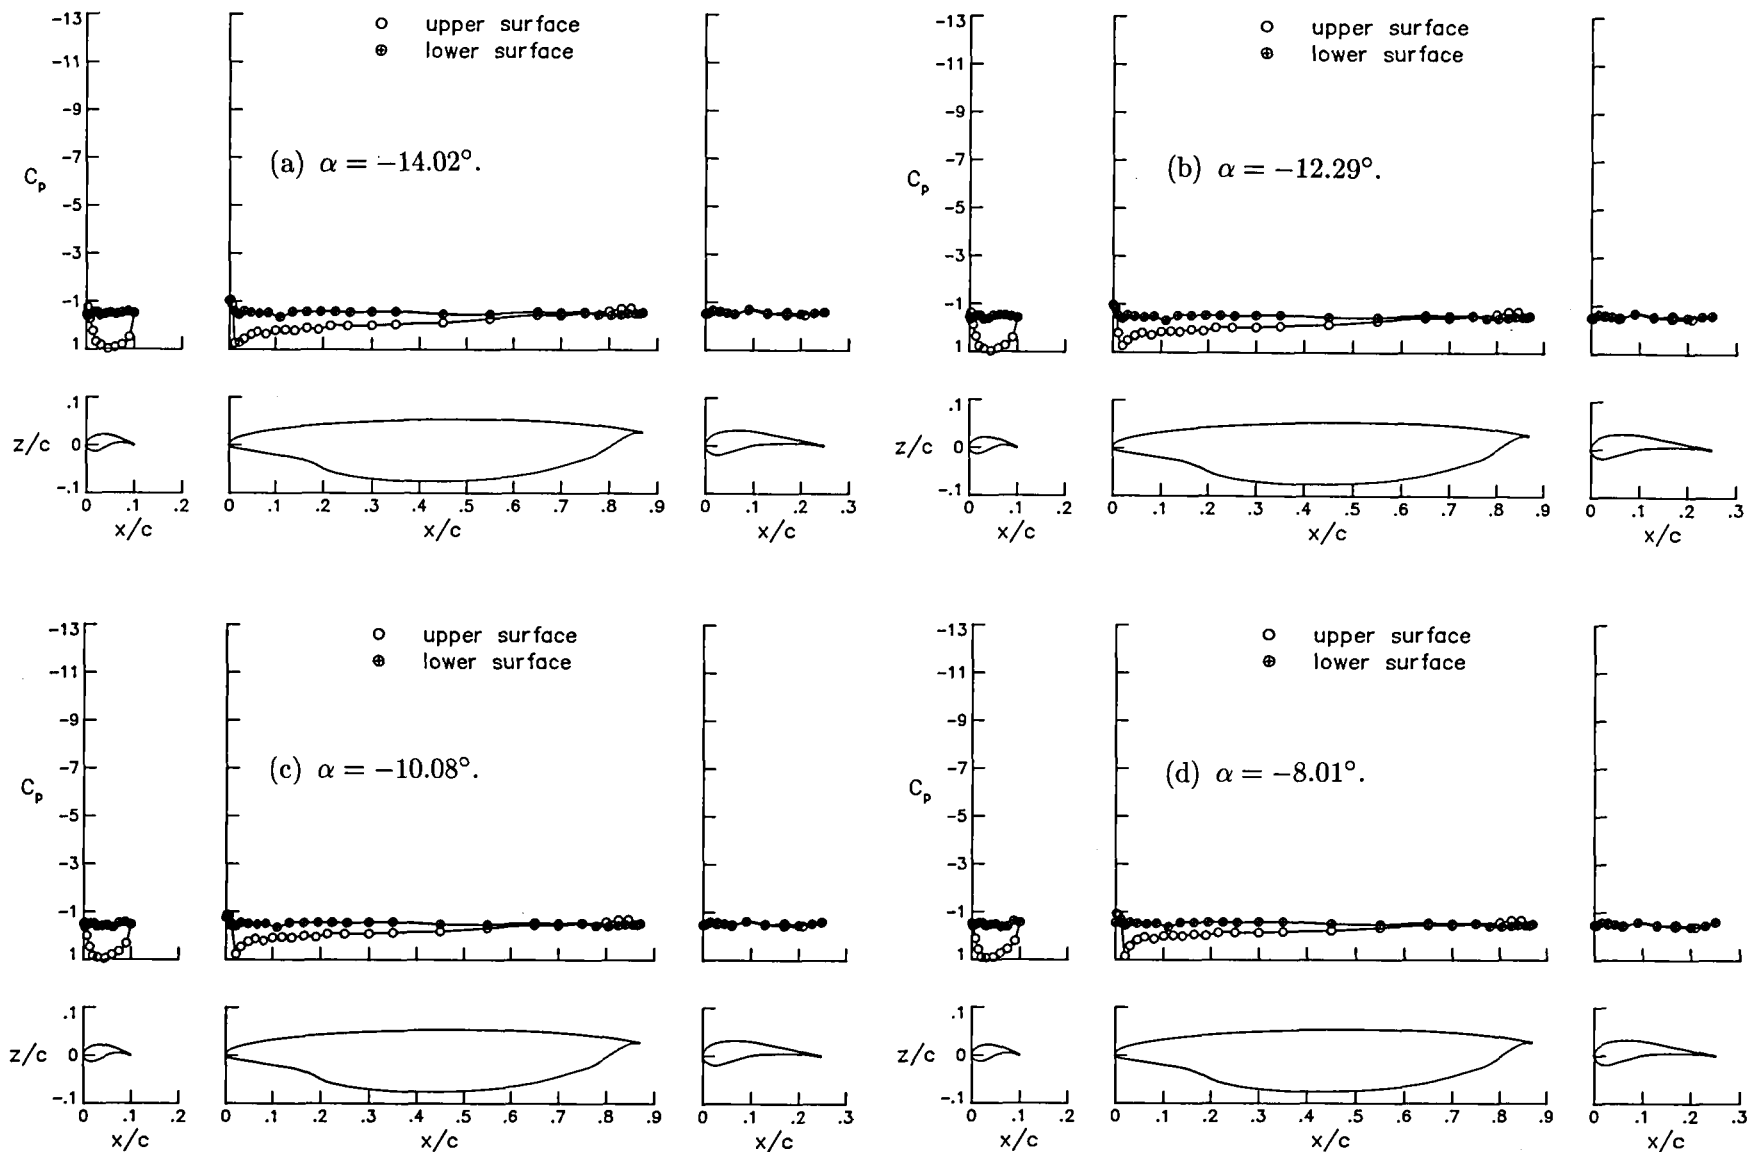 -13
-11
-9
-7
-5
-3
-1
1
Cp
○ upper surface
⊕ lower surface
(a) α = −14.02°.
.1
0
-.1
z/c
0 .1 .2
x/c
0 .1 .2 .3 .4 .5 .6 .7 .8 .9
x/c
0 .1 .2 .3
x/c
-13
-11
-9
-7
-5
-3
-1
1
Cp
○ upper surface
⊕ lower surface
(b) α = −12.29°.
.1
0
-.1
z/c
0 .1 .2
x/c
0 .1 .2 .3 .4 .5 .6 .7 .8 .9
x/c
0 .1 .2 .3
x/c
-13
-11
-9
-7
-5
-3
-1
1
Cp
○ upper surface
⊕ lower surface
(c) α = −10.08°.
.1
0
-.1
z/c
0 .1 .2
x/c
0 .1 .2 .3 .4 .5 .6 .7 .8 .9
x/c
0 .1 .2 .3
x/c
-13
-11
-9
-7
-5
-3
-1
1
Cp
○ upper surface
⊕ lower surface
(d) α = −8.01°.
.1
0
-.1
z/c
0 .1 .2
x/c
0 .1 .2 .3 .4 .5 .6 .7 .8 .9
x/c
0 .1 .2 .3
x/c